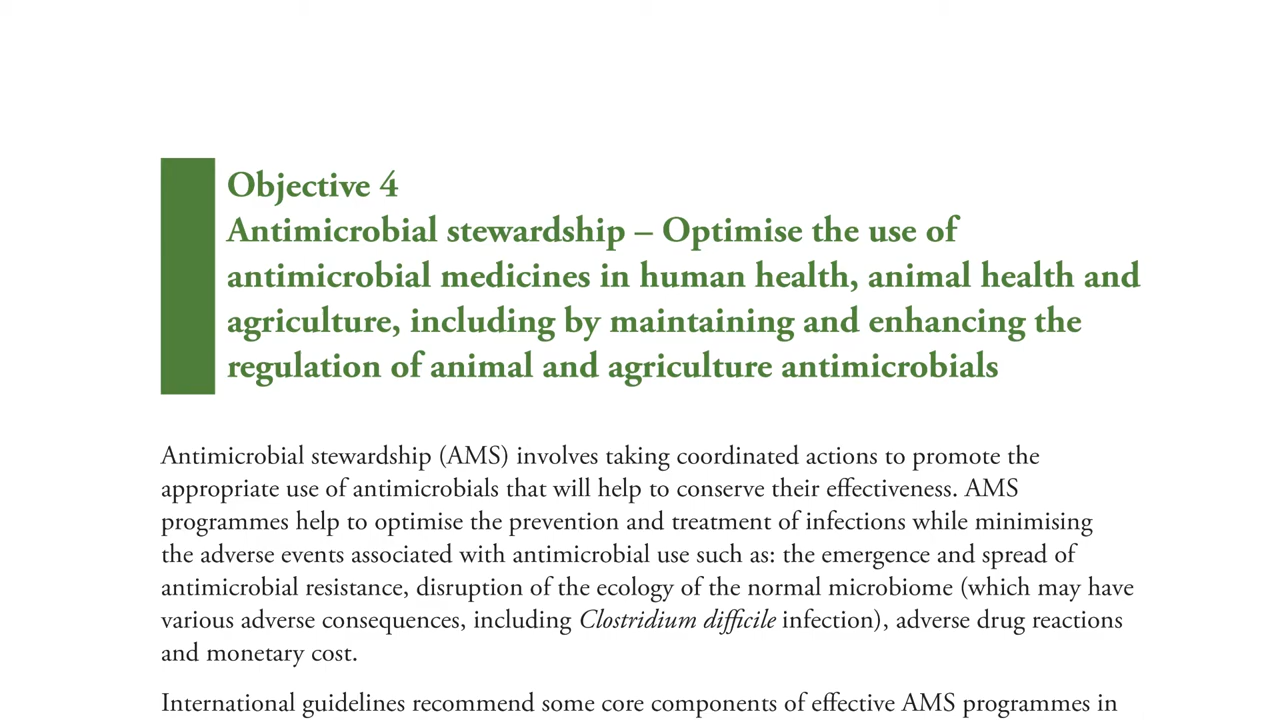 Objective 4
Antimicrobial stewardship – Optimise the use of
antimicrobial medicines in human health, animal health and
agriculture, including by maintaining and enhancing the
regulation of animal and agriculture antimicrobials
Antimicrobial stewardship (AMS) involves taking coordinated actions to promote the
appropriate use of antimicrobials that will help to conserve their effectiveness. AMS
programmes help to optimise the prevention and treatment of infections while minimising
the adverse events associated with antimicrobial use such as: the emergence and spread of
antimicrobial resistance, disruption of the ecology of the normal microbiome (which may have
various adverse consequences, including Clostridium difficile infection), adverse drug reactions
and monetary cost.
International guidelines recommend some core components of effective AMS programmes in